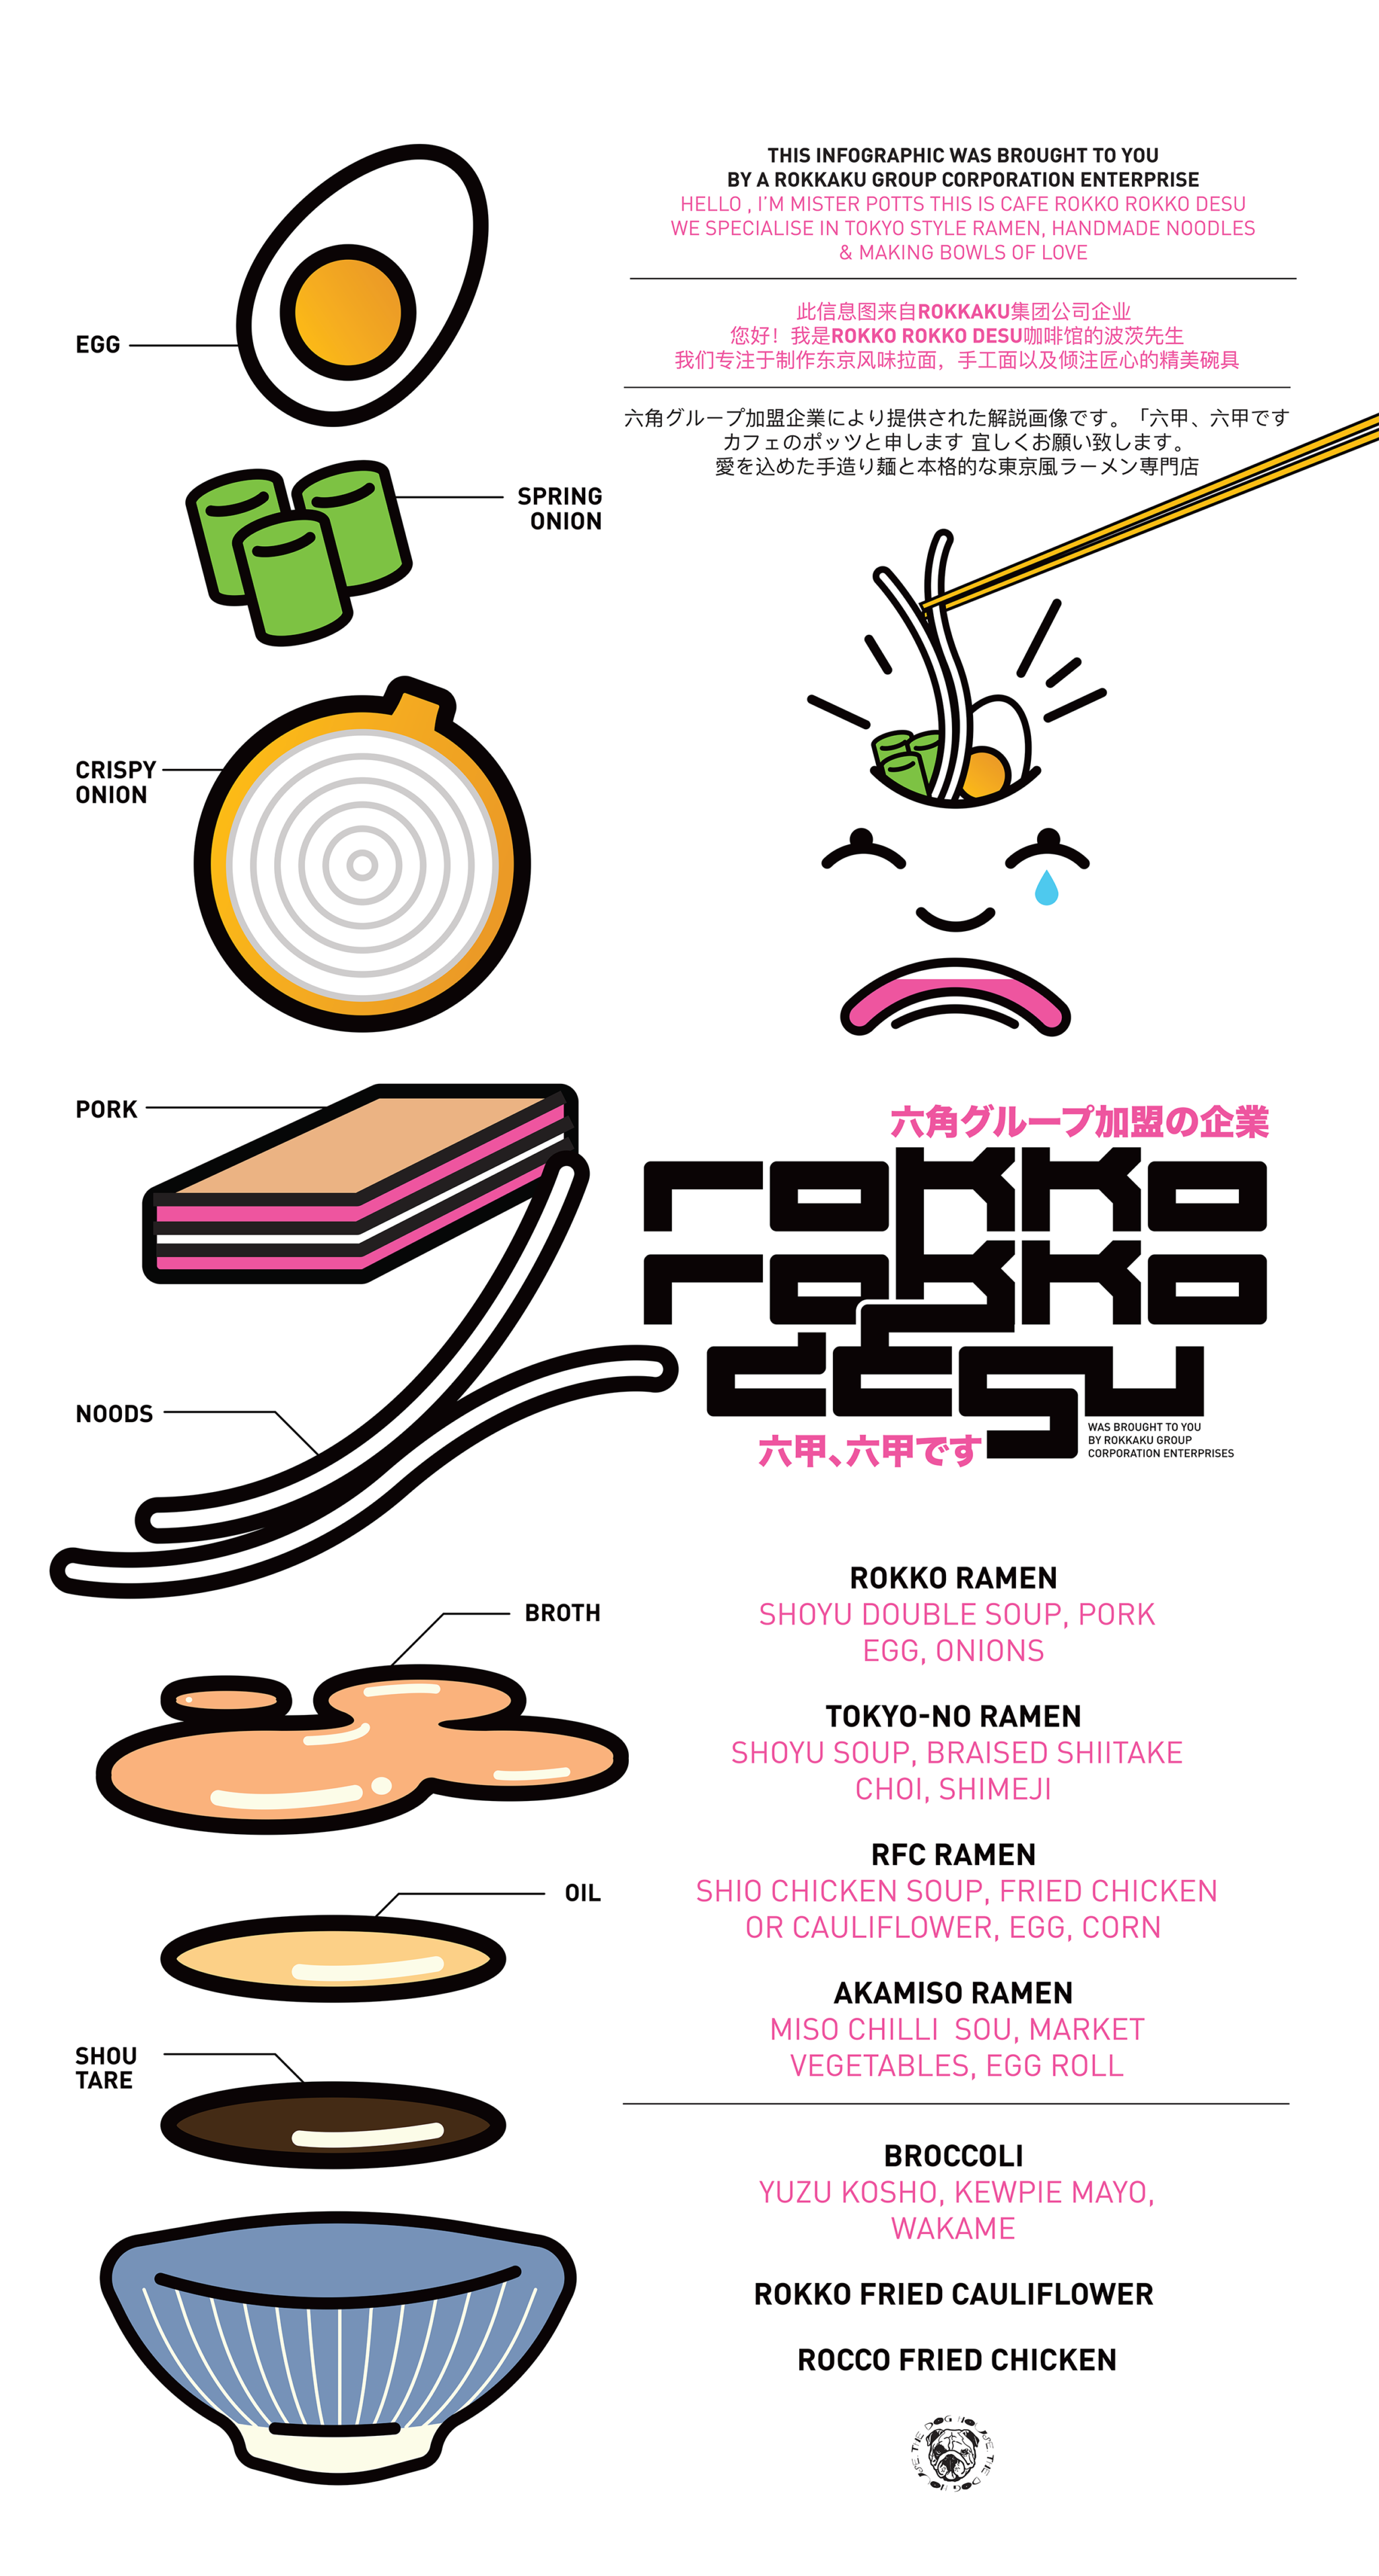 THIS INFOGRAPHIC WAS BROUGHT TO YOU
BY A ROKKAKU GROUP CORPORATION ENTERPRISE
HELLO , I'M MISTER POTTS THIS IS CAFE ROKKO ROKKO DESU
WE SPECIALISE IN TOKYO STYLE RAMEN, HANDMADE NOODLES
& MAKING BOWLS OF LOVE
此信息图来自ROKKAKU集团公司企业
您好！我是ROKKO ROKKO DESU咖啡馆的波茨先生
我们专注于制作东京风味拉面，手工面以及倾注匠心的精美碗具
六角グループ加盟企業により提供された解説画像です。「六甲、六甲です
カフェのポッツと申します 宜しくお願い致します。
愛を込めた手造り麺と本格的な東京風ラーメン専門店
EGG
SPRING
ONION
CRISPY
ONION
PORK
NOODS
BROTH
OIL
SHOU
TARE
六角グループ加盟の企業
rokko
rokko
desu
六甲、六甲です
WAS BROUGHT TO YOU
BY ROKKAKU GROUP
CORPORATION ENTERPRISES
ROKKO RAMEN
SHOYU DOUBLE SOUP, PORK
EGG, ONIONS
TOKYO-NO RAMEN
SHOYU SOUP, BRAISED SHIITAKE
CHOI, SHIMEJI
RFC RAMEN
SHIO CHICKEN SOUP, FRIED CHICKEN
OR CAULIFLOWER, EGG, CORN
AKAMISO RAMEN
MISO CHILLI  SOU, MARKET
VEGETABLES, EGG ROLL
BROCCOLI
YUZU KOSHO, KEWPIE MAYO,
WAKAME
ROKKO FRIED CAULIFLOWER
ROCCO FRIED CHICKEN